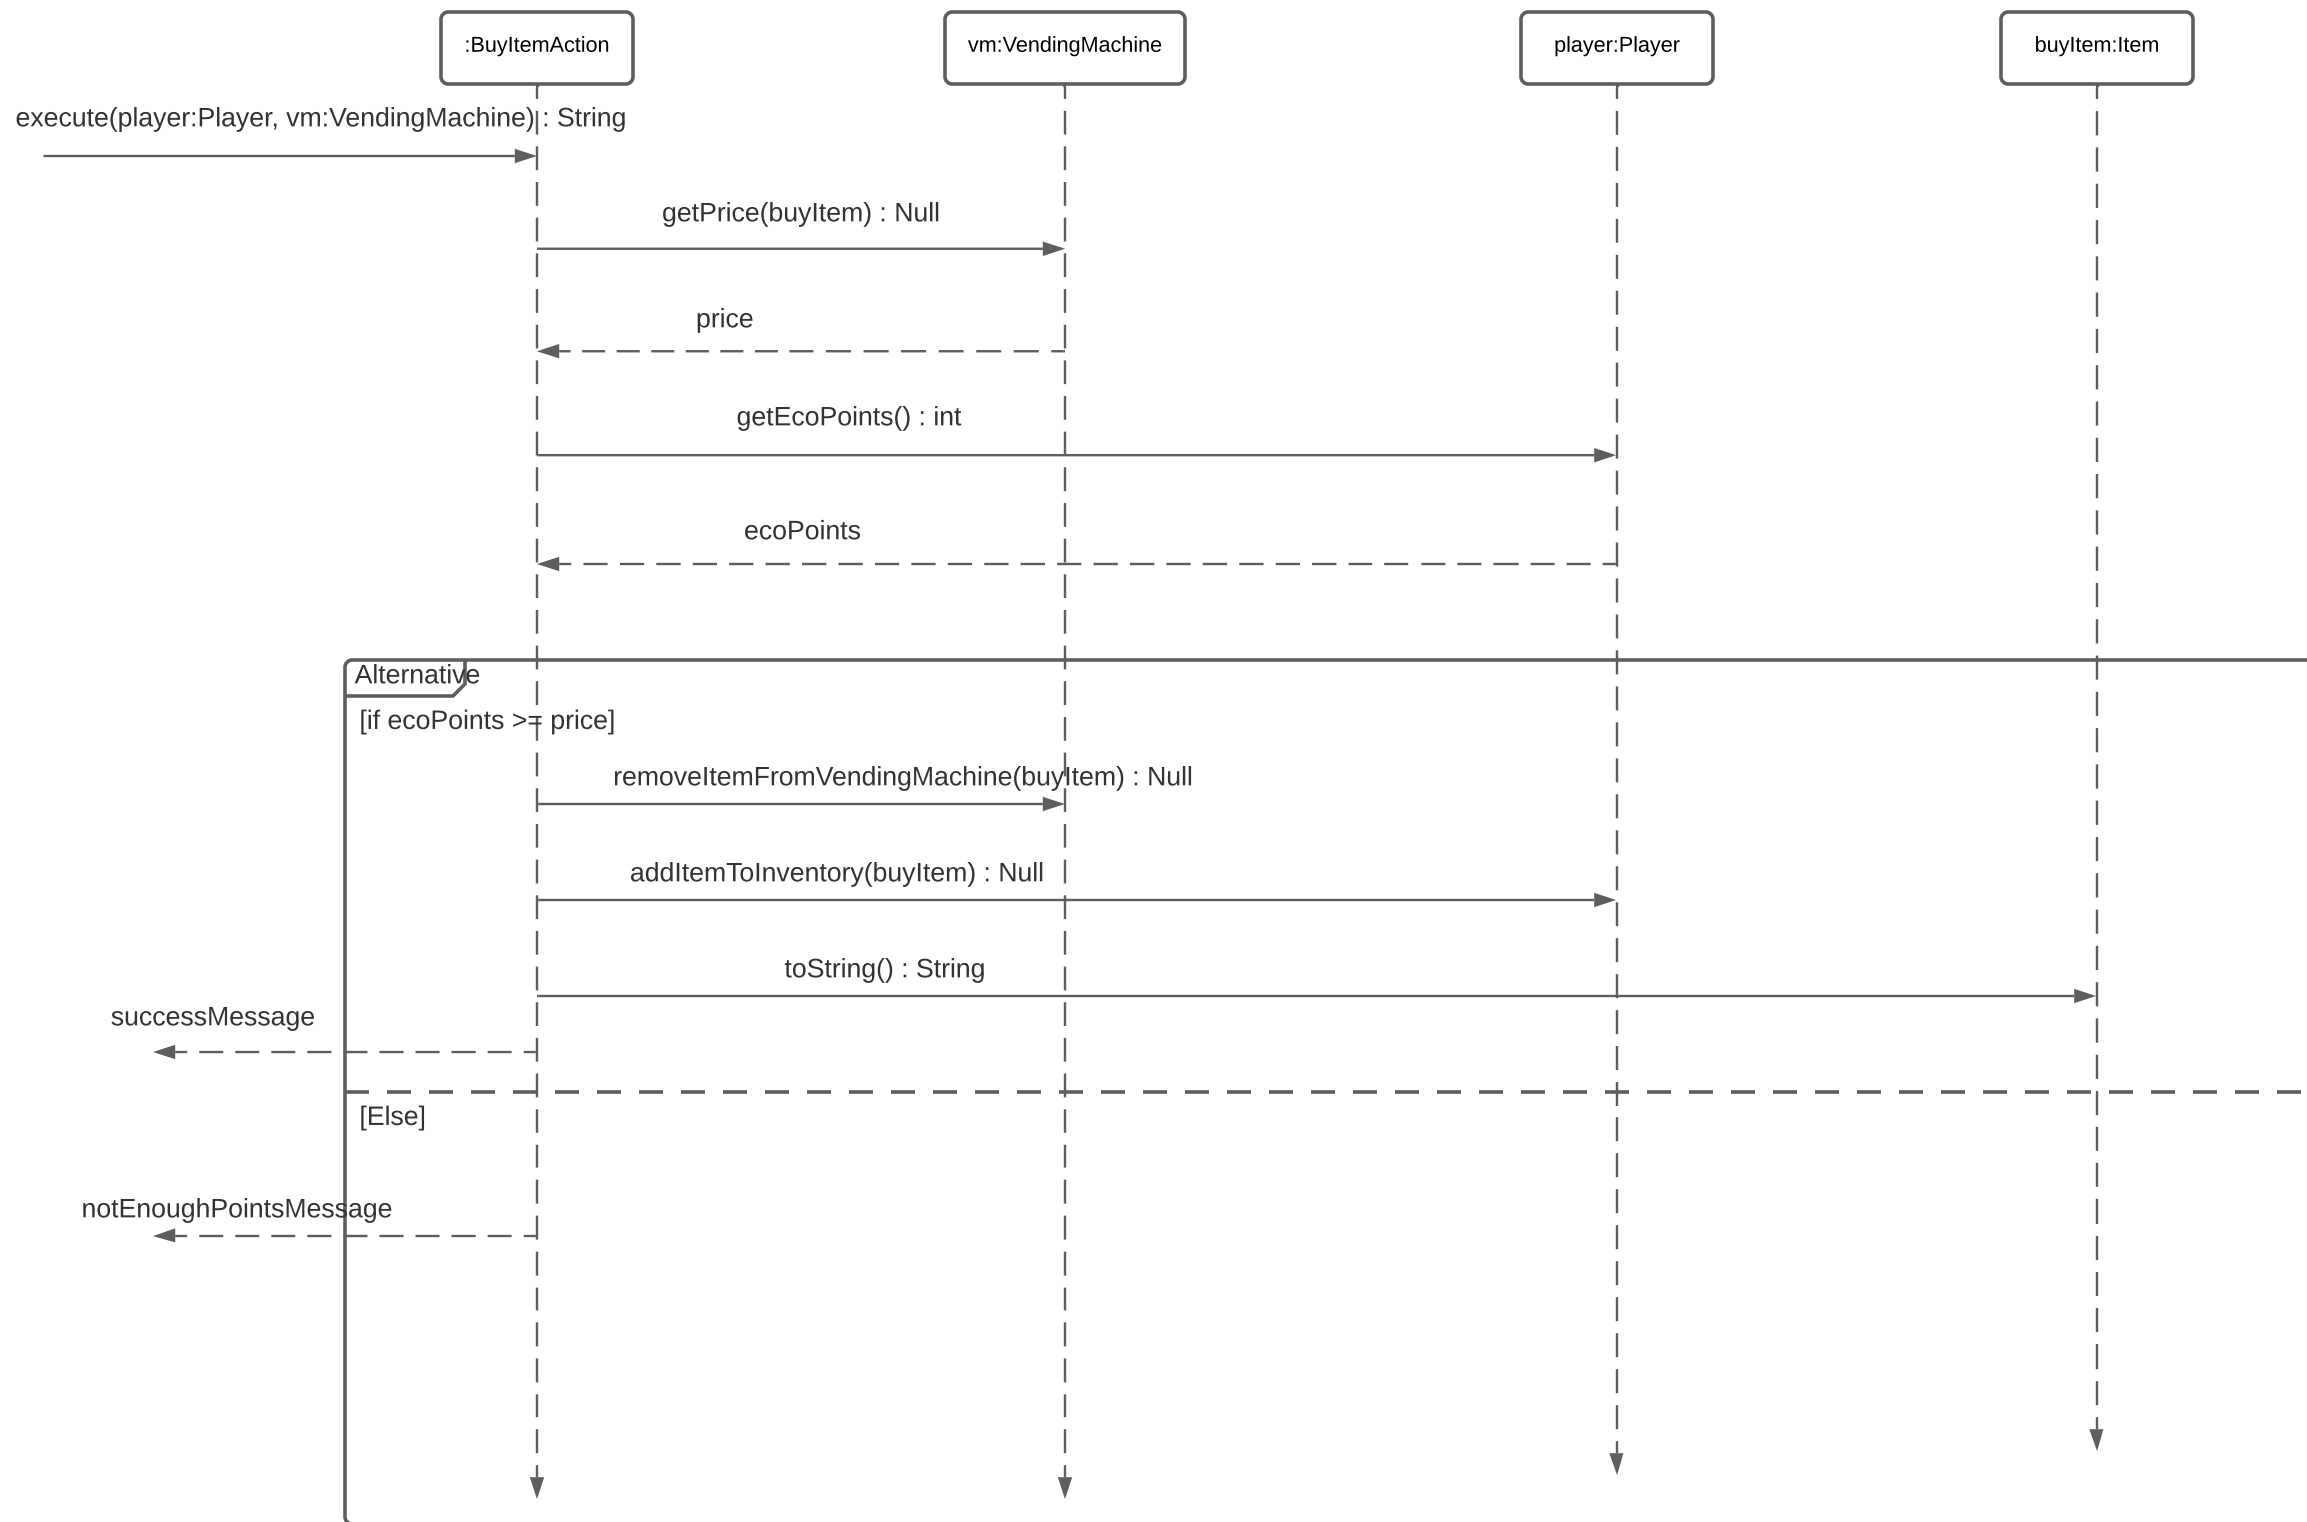 :BuyItemAction
vm:VendingMachine
player:Player
buyItem:Item
execute(player:Player, vm:VendingMachine) : String
getPrice(buyItem) : Null
price
getEcoPoints() : int
ecoPoints
Alternative
[if ecoPoints >= price]
removeItemFromVendingMachine(buyItem) : Null
addItemToInventory(buyItem) : Null
toString() : String
successMessage
[Else]
notEnoughPointsMessage